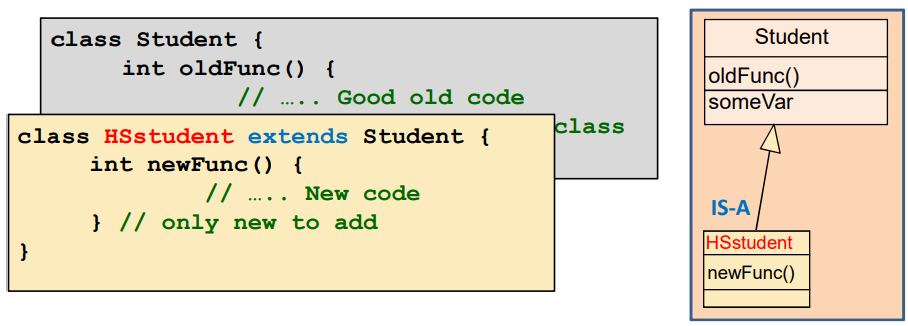 class Student {
int oldFunc() {
// ….. Good old code
class
class HSstudent extends Student {
int newFunc() {
// ….. New code
} // only new to add
}
Student
oldFunc()
someVar
IS-A
HSstudent
newFunc()